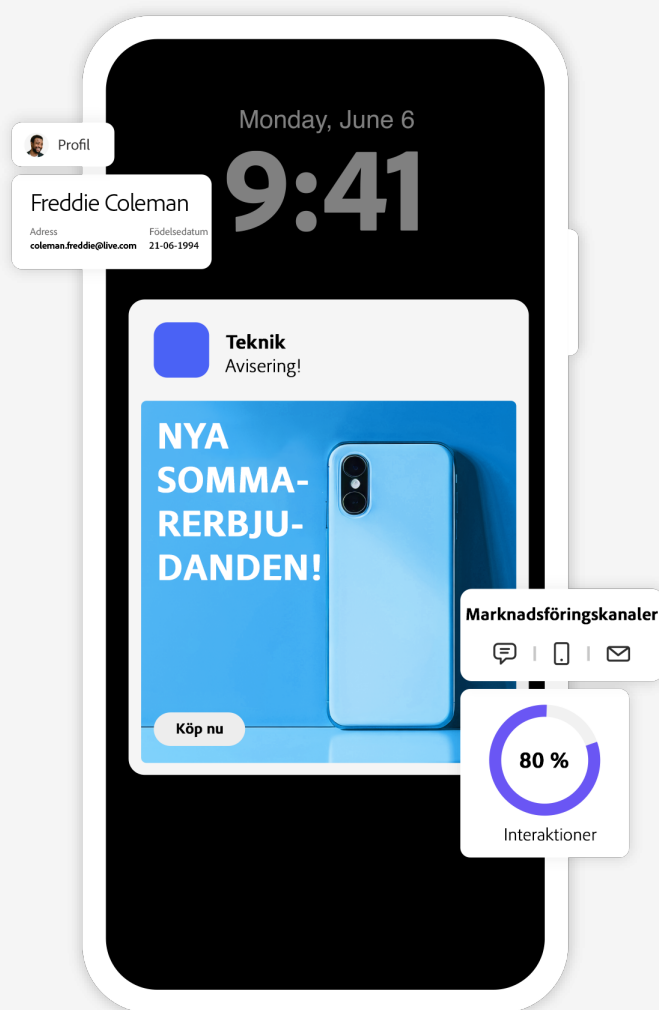 Monday, June 6
9:41
Profil
Freddie Coleman
Adress Födelsedatum
coleman.freddie@live.com 21-06-1994
Teknik
Avisering!
NYA
SOMMA-
RERBJU-
DANDEN!
Köp nu
Marknadsföringskanaler
80 %
Interaktioner